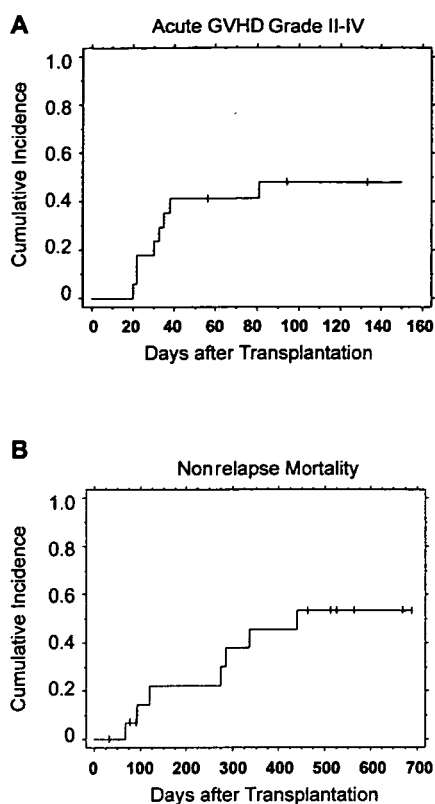 A
Acute GVHD Grade II-IV
1.0
0.8
0.6
0.4
0.2
0
Cumulative Incidence
0 20 40 60 80 100 120 140 160
Days after Transplantation
B
Nonrelapse Mortality
1.0
0.8
0.6
0.4
0.2
0
Cumulative Incidence
0 100 200 300 400 500 600 700
Days after Transplantation